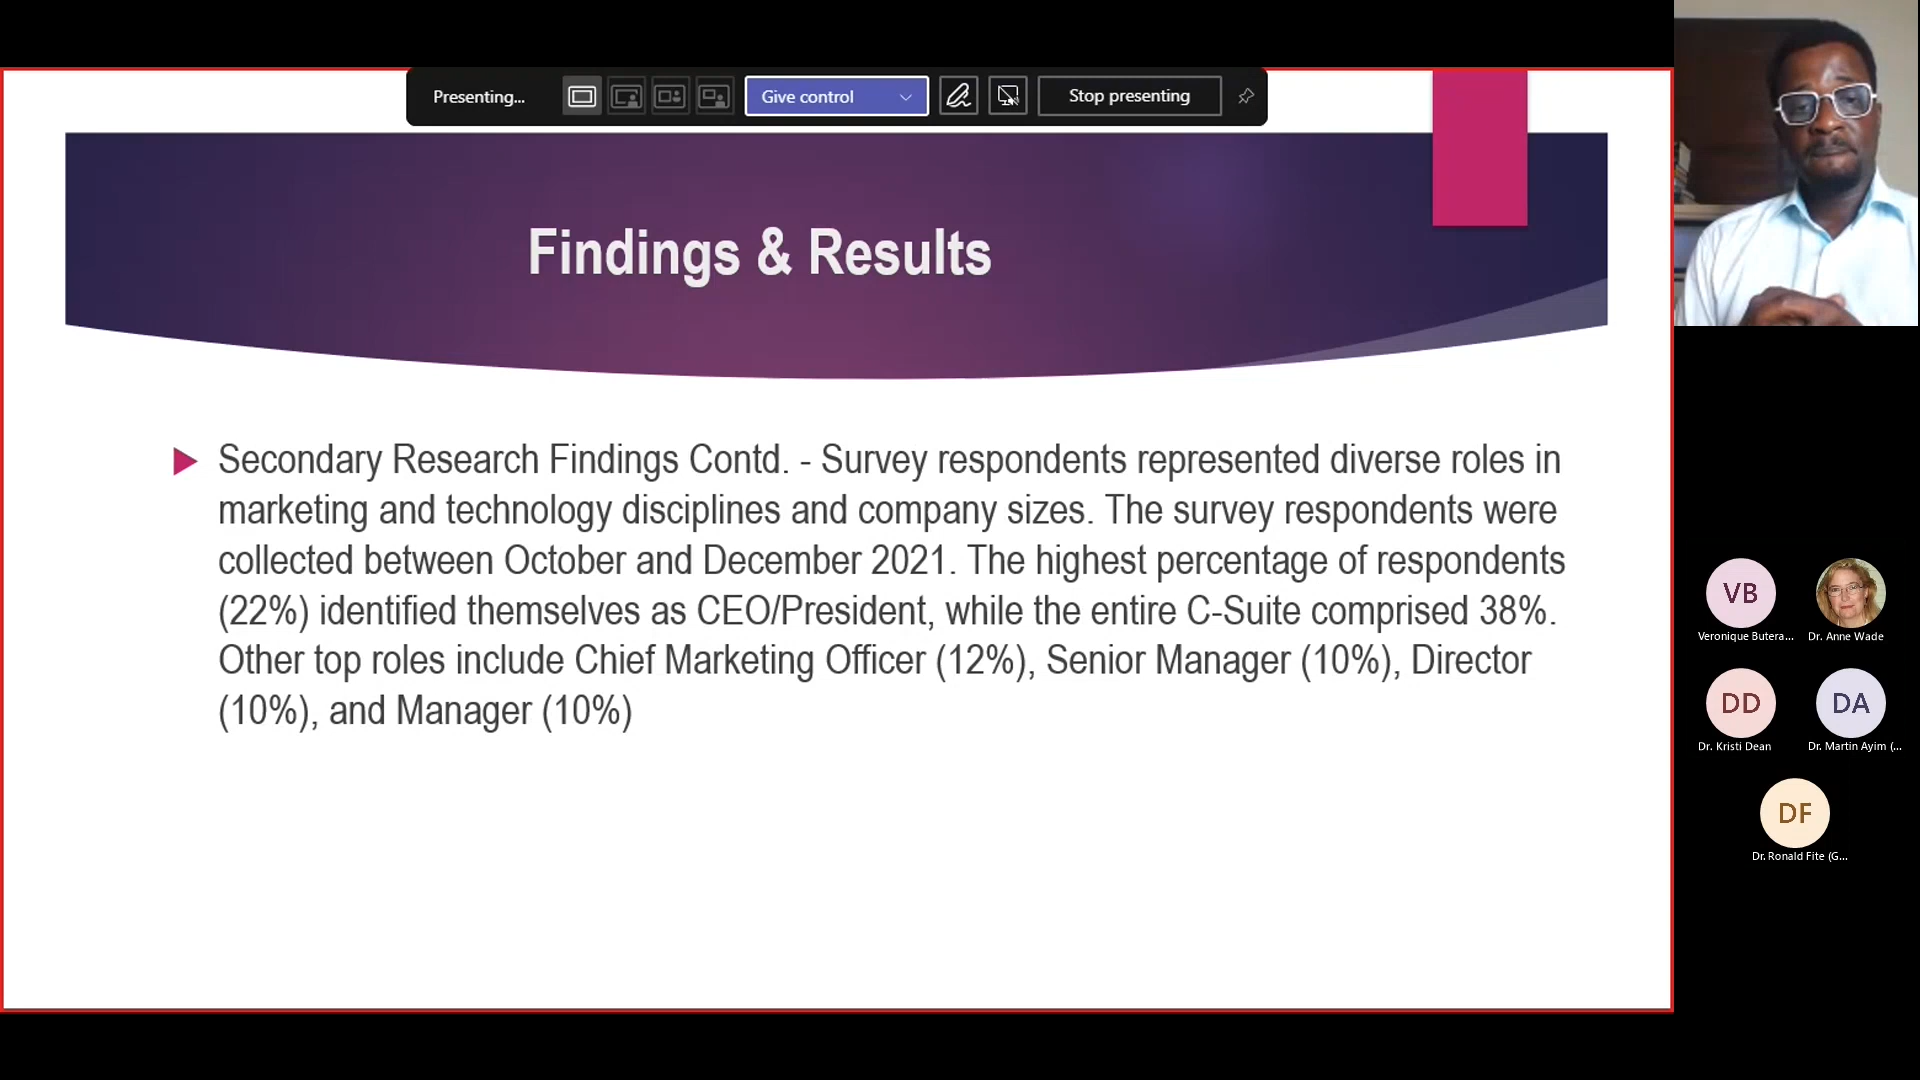 Presenting...
Give control
Stop presenting
Findings & Results
Secondary Research Findings Contd. - Survey respondents represented diverse roles in
marketing and technology disciplines and company sizes. The survey respondents were
collected between October and December 2021. The highest percentage of respondents
(22%) identified themselves as CEO/President, while the entire C-Suite comprised 38%.
Other top roles include Chief Marketing Officer (12%), Senior Manager (10%), Director
(10%), and Manager (10%)
VB
Veronique Butera...
Dr. Anne Wade
DD
DA
Dr. Kristi Dean
Dr. Martin Ayim (...
DF
Dr. Ronald Fite (G...